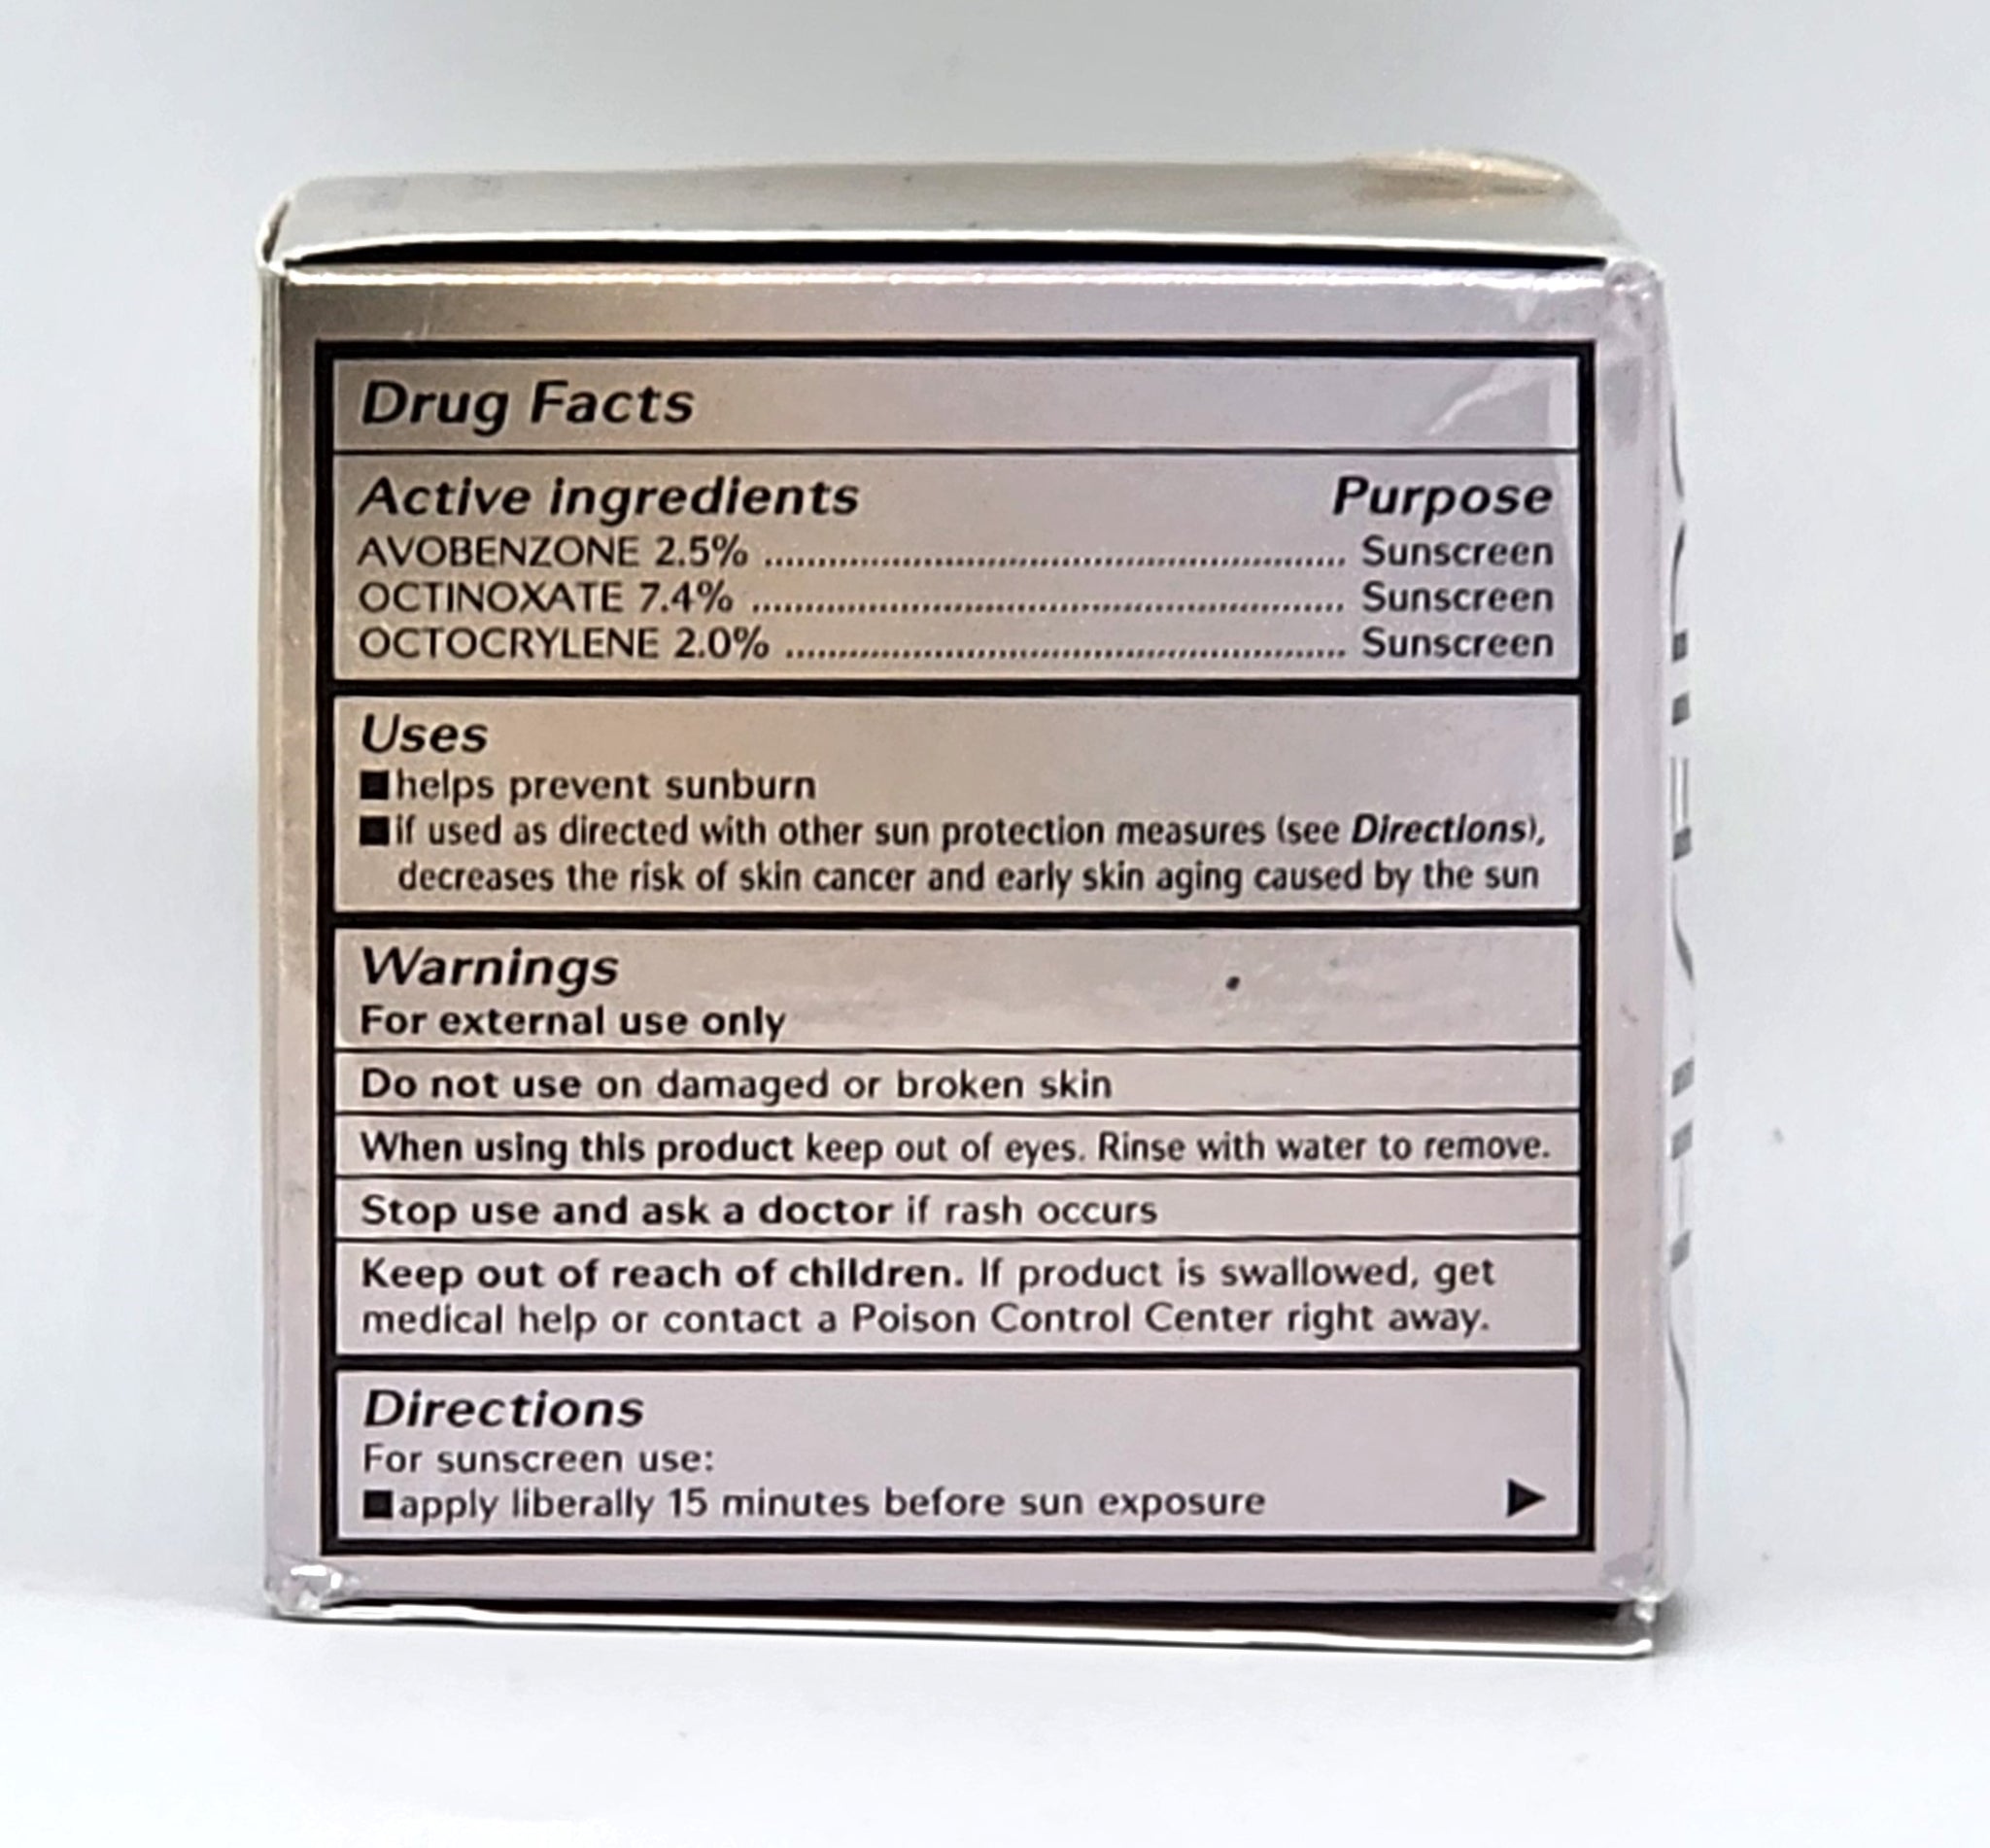 Drug Facts
Active ingredients Purpose
AVOBENZONE 2.5% ........................................................ Sunscreen
OCTINOXATE 7.4% ......................................................... Sunscreen
OCTOCRYLENE 2.0% ...................................................... Sunscreen
Uses
■ helps prevent sunburn
■ if used as directed with other sun protection measures (see Directions),
decreases the risk of skin cancer and early skin aging caused by the sun
Warnings
For external use only
Do not use on damaged or broken skin
When using this product keep out of eyes. Rinse with water to remove.
Stop use and ask a doctor if rash occurs
Keep out of reach of children. If product is swallowed, get
medical help or contact a Poison Control Center right away.
Directions
For sunscreen use:
■ apply liberally 15 minutes before sun exposure ▶